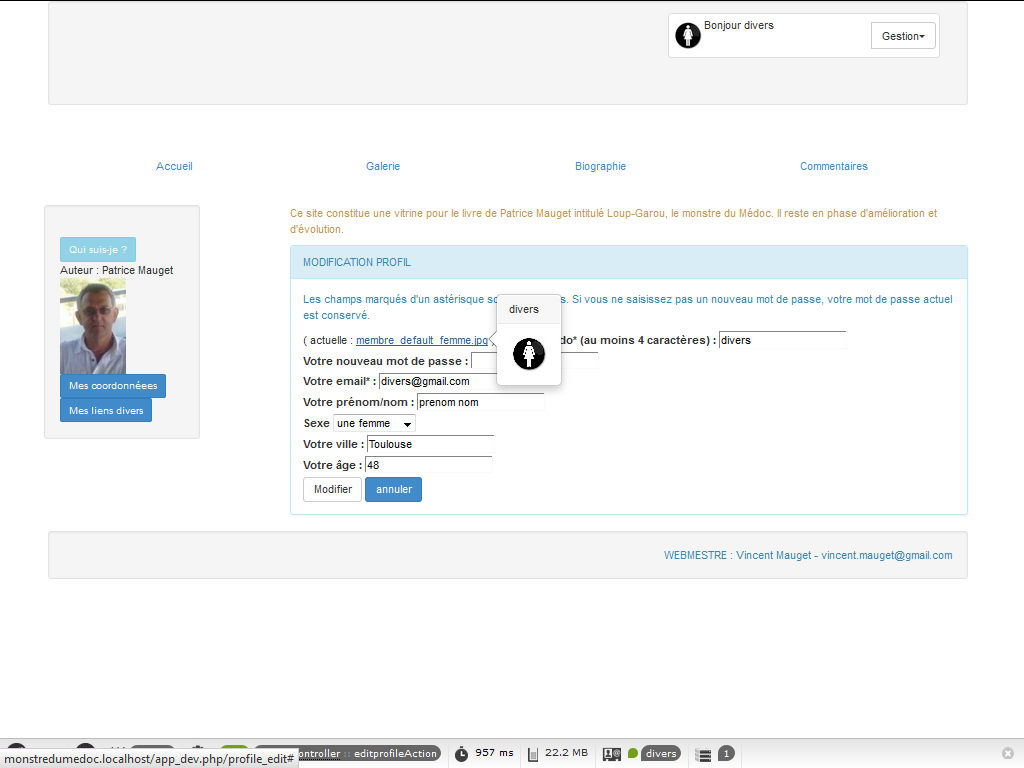 Bonjour divers
Gestion
Accueil Galerie Biographie Commentaires
Qui suis-je ?
Auteur : Patrice Mauget
Mes coordonnéees
Mes liens divers
Ce site constitue une vitrine pour le livre de Patrice Mauget intitulé Loup-Garou, le monstre du Médoc. Il reste en phase d'amélioration et
d'évolution.
MODIFICATION PROFIL
Les champs marqués d'un astérisque s. Si vous ne saisissez pas un nouveau mot de passe, votre mot de passe actuel
est conservé.
divers
( actuelle : membre_default_femme.jpg do* (au moins 4 caractères) : divers
Votre nouveau mot de passe :
Votre email* : divers@gmail.com
Votre prénom/nom : prenom nom
Sexe une femme
Votre ville : Toulouse
Votre âge : 48
Modifier annuler
WEBMESTRE : Vincent Mauget - vincent.mauget@gmail.com
ontroller :: editprofileAction 957 ms 22.2 MB divers 1
monstredumedoc.localhost/app_dev.php/profile_edit#